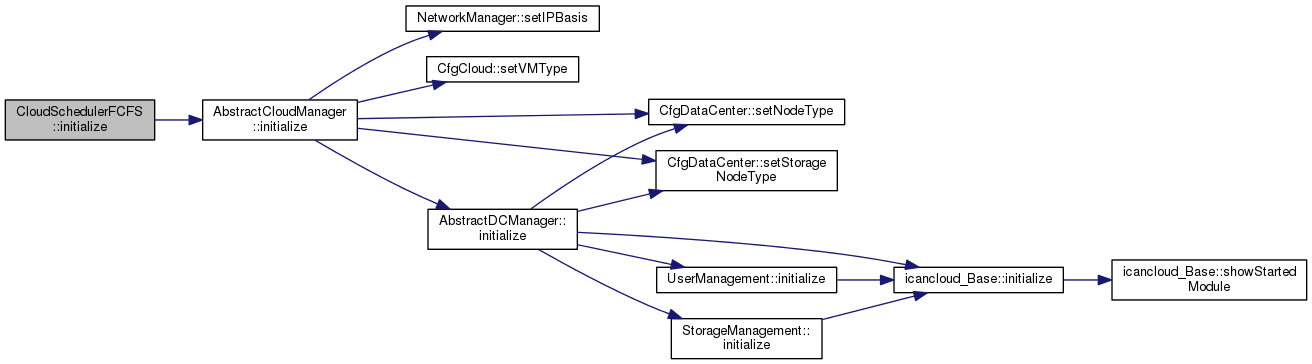 NetworkManager::setIPBasis
CfgCloud::setVMType
CloudSchedulerFCFS
::initialize
AbstractCloudManager
::initialize
CfgDataCenter::setNodeType
CfgDataCenter::setStorage
NodeType
AbstractDCManager::
initialize
UserManagement::initialize
icancloud_Base::initialize
icancloud_Base::showStarted
Module
StorageManagement::
initialize